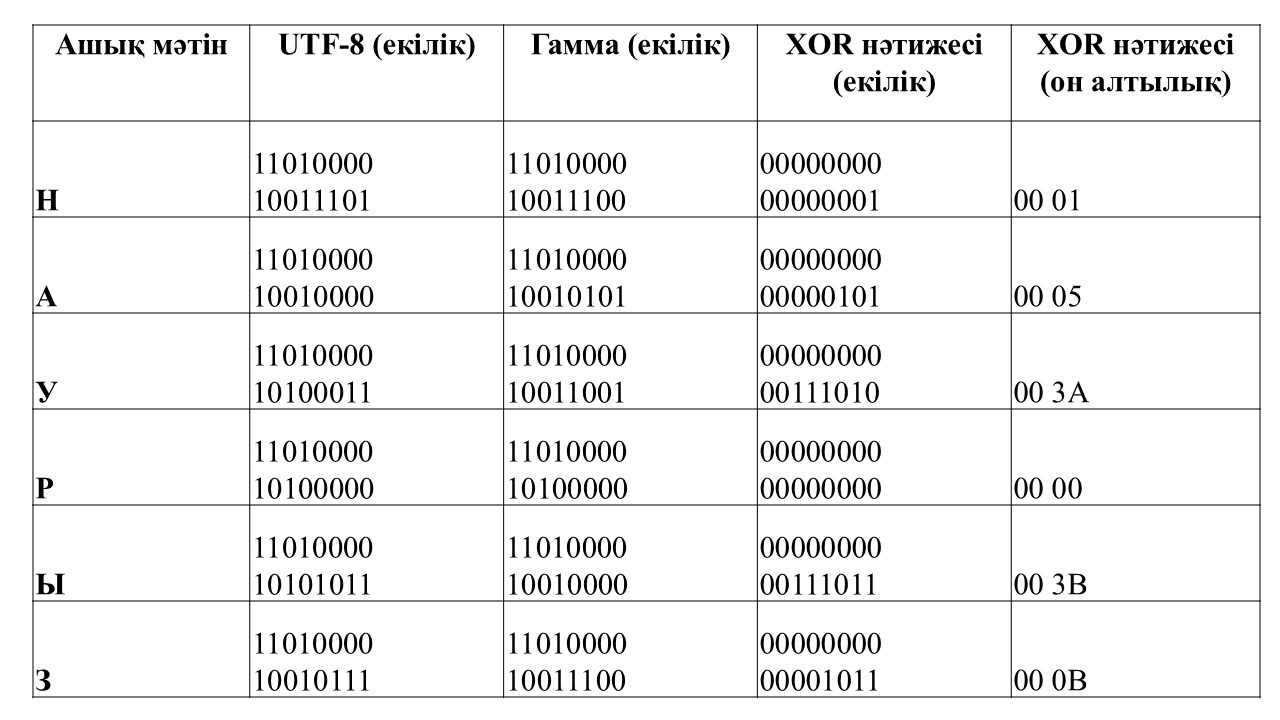 Ашық мәтін UTF-8 (екілік) Гамма (екілік) XOR нәтижесі (екілік) XOR нәтижесі (он алтылық)
Н 11010000 10011101 11010000 10011100 00000000 00000001 00 01
А 11010000 10010000 11010000 10010101 00000000 00000101 00 05
У 11010000 10100011 11010000 10011001 00000000 00111010 00 3A
Р 11010000 10100000 11010000 10100000 00000000 00000000 00 00
Ы 11010000 10101011 11010000 10010000 00000000 00111011 00 3B
З 11010000 10010111 11010000 10011100 00000000 00001011 00 0B